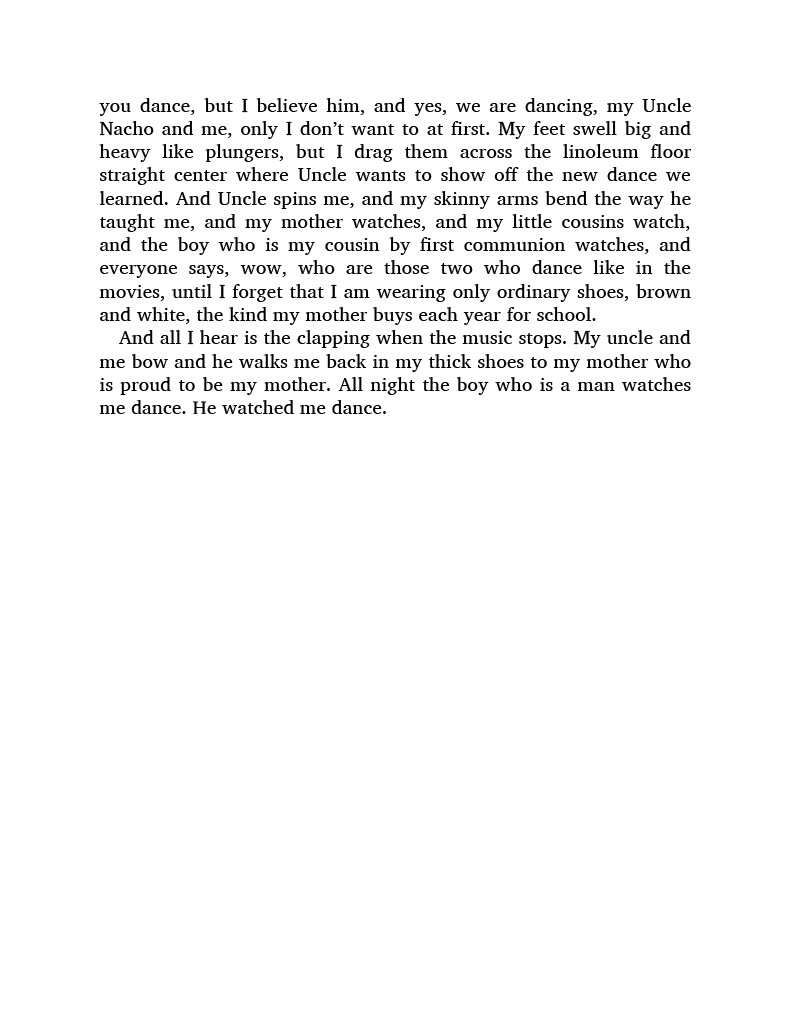 you dance, but I believe him, and yes, we are dancing, my Uncle
Nacho and me, only I don’t want to at first. My feet swell big and
heavy like plungers, but I drag them across the linoleum floor
straight center where Uncle wants to show off the new dance we
learned. And Uncle spins me, and my skinny arms bend the way he
taught me, and my mother watches, and my little cousins watch,
and the boy who is my cousin by first communion watches, and
everyone says, wow, who are those two who dance like in the
movies, until I forget that I am wearing only ordinary shoes, brown
and white, the kind my mother buys each year for school.
And all I hear is the clapping when the music stops. My uncle and
me bow and he walks me back in my thick shoes to my mother who
is proud to be my mother. All night the boy who is a man watches
me dance. He watched me dance.